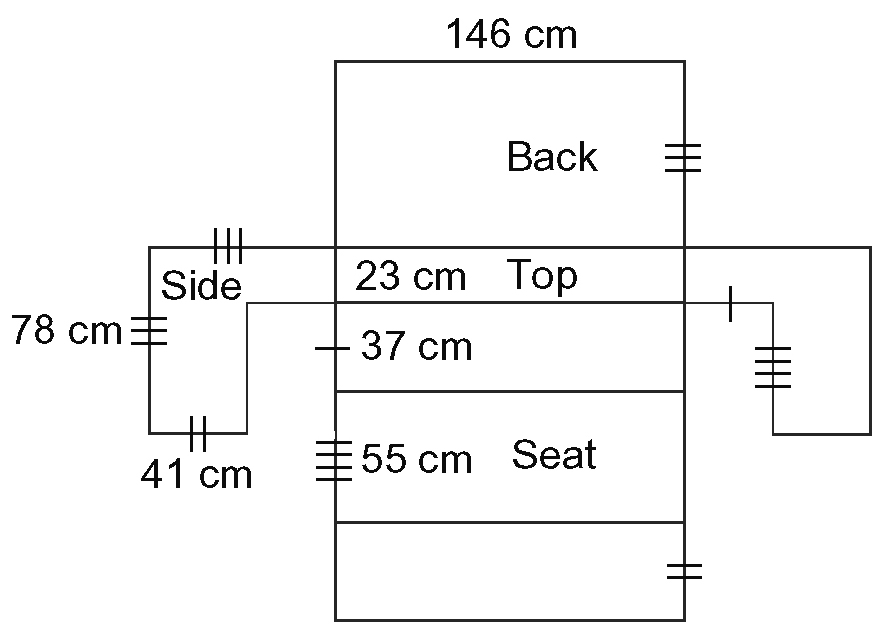 146 cm
Back
Side
23 cm Top
78 cm
37 cm
41 cm
55 cm Seat